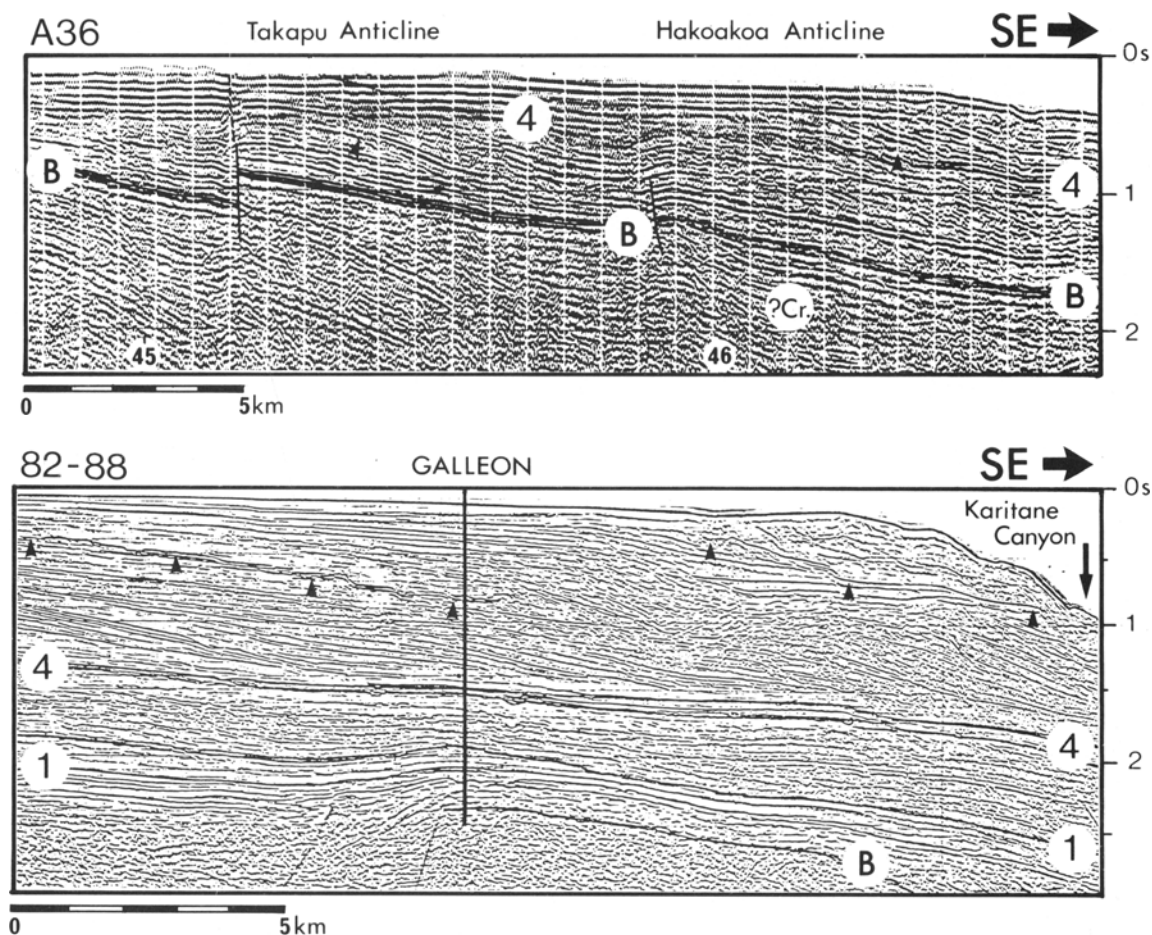 A36 Takapu Anticline Hakoakoa Anticline SE
0s
4
B
4
1
B
B
?Cr.
2
45 46
0 5km
82-88 GALLEON SE
0s
Karitane
Canyon
1
4
4
1
2
1
B
0 5km